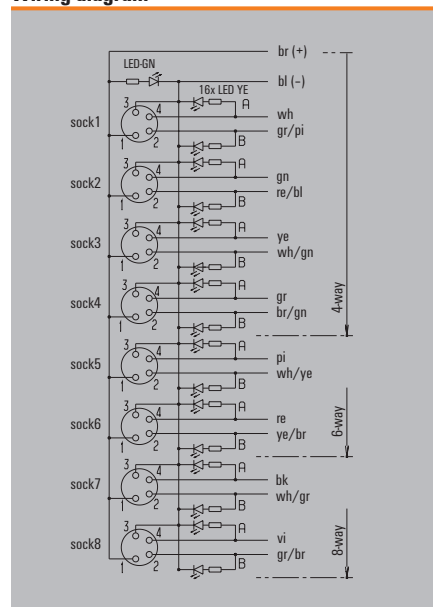 Wiring diagram
br (+)
LED-GN
bl (–)
16x LED YE
sock1 3 4 1 2 A wh
B gr/pi
sock2 3 4 1 2 A gn
B re/bl
sock3 3 4 1 2 A ye
B wh/gn
sock4 3 4 1 2 A gr
B br/gn
4-way
sock5 3 4 1 2 A pi
B wh/ye
sock6 3 4 1 2 A re
B ye/br
6-way
sock7 3 4 1 2 A bk
B wh/gr
sock8 3 4 1 2 A vi
B gr/br
8-way